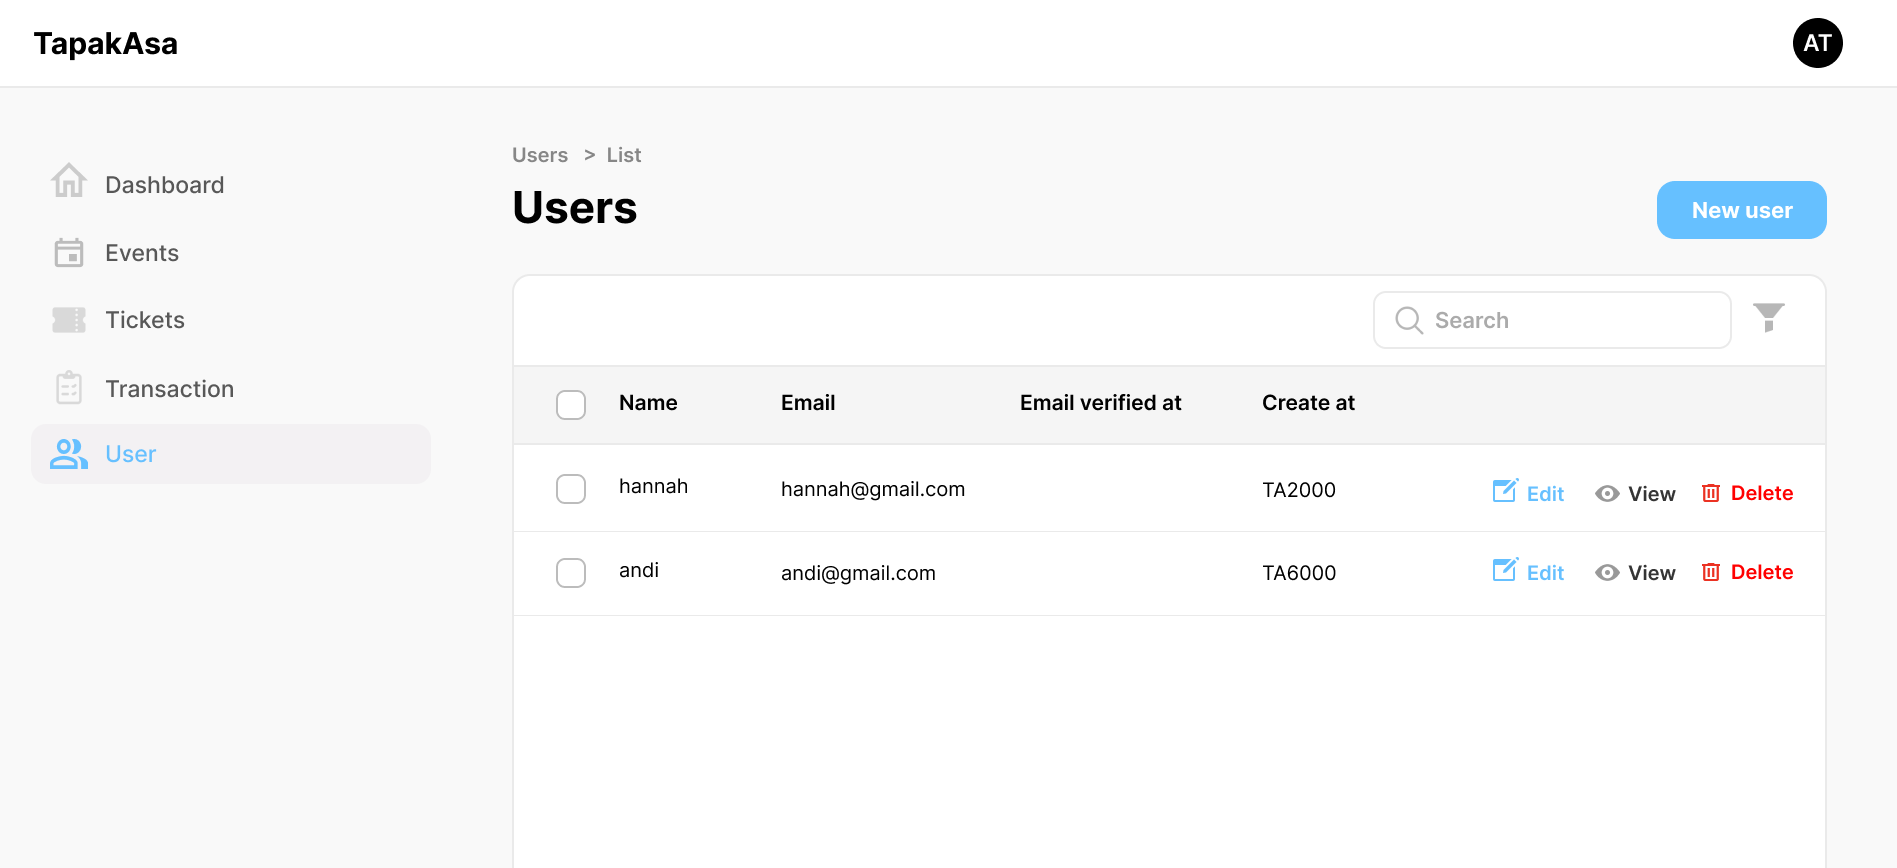 TapakAsa
AT
Dashboard
Events
Tickets
Transaction
User
Users > List
Users
New user
Search
Name Email Email verified at Create at
hannah hannah@gmail.com TA2000 Edit View Delete
andi andi@gmail.com TA6000 Edit View Delete